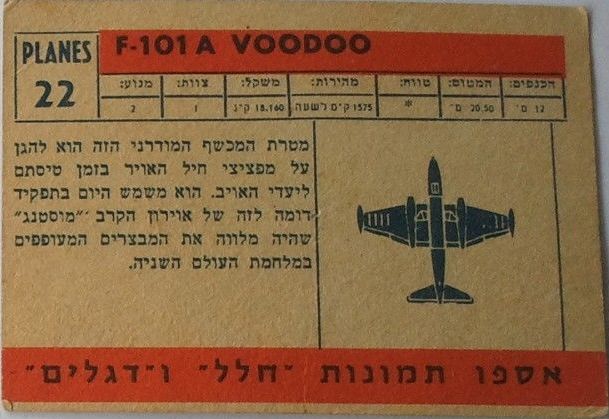 PLANES
22
F-101 A VOODOO
הכנפים: המטוס: טווח: מהירות: משקל: צוות: מנוע:
12 מ' 20.50 מ' * 1575 ק"מ לשעה. 18.160 ק"ג 1 2
מטרת המכשף המודרני הזה הוא להגן
על מפציצי חיל האויר בזמן טיסתם
ליעדי האויב. הוא משמש היום בתפקיד
דומה לזה של אוירון הקרב "מוסטנג"
שהיה מלווה את המבצרים המעופפים
במלחמת העולם השניה.
אספו תמונות "חלל" ו"דגלים"